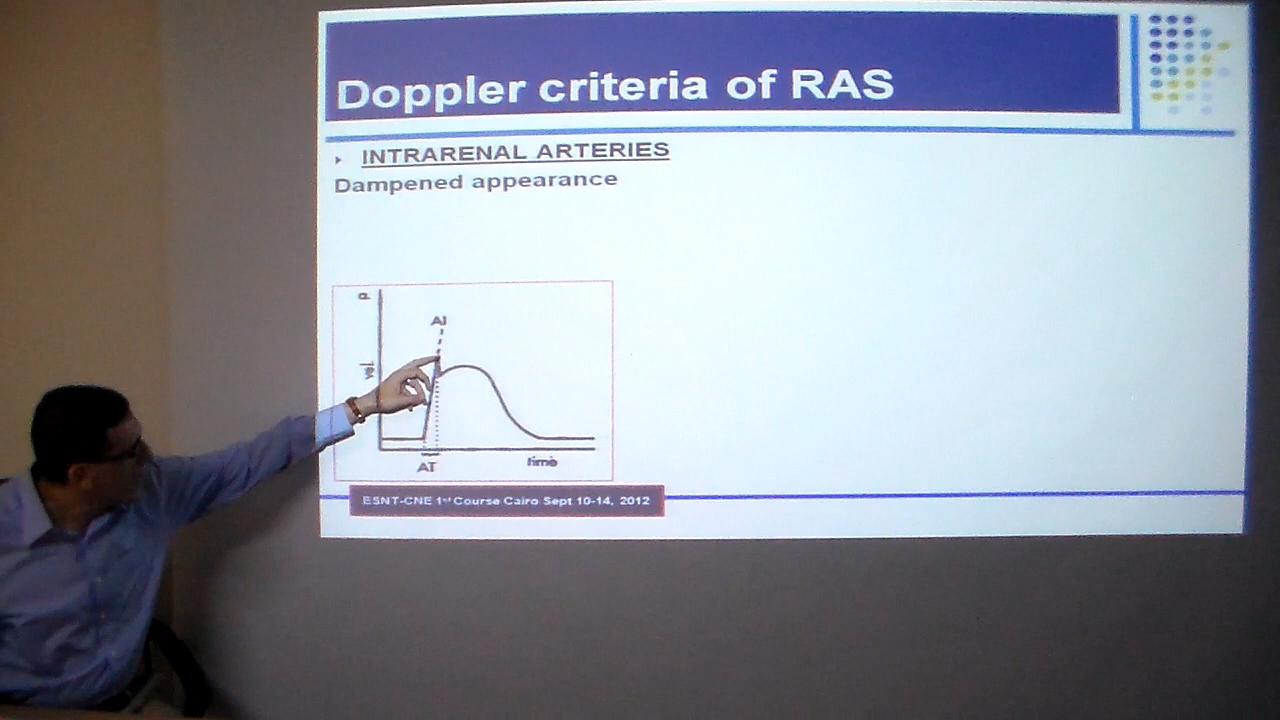 Doppler criteria of RAS
INTRARENAL ARTERIES
Dampened appearance
AI
vel
AT
time
ESNT-CNE 1st Course Cairo Sept 10-14, 2012